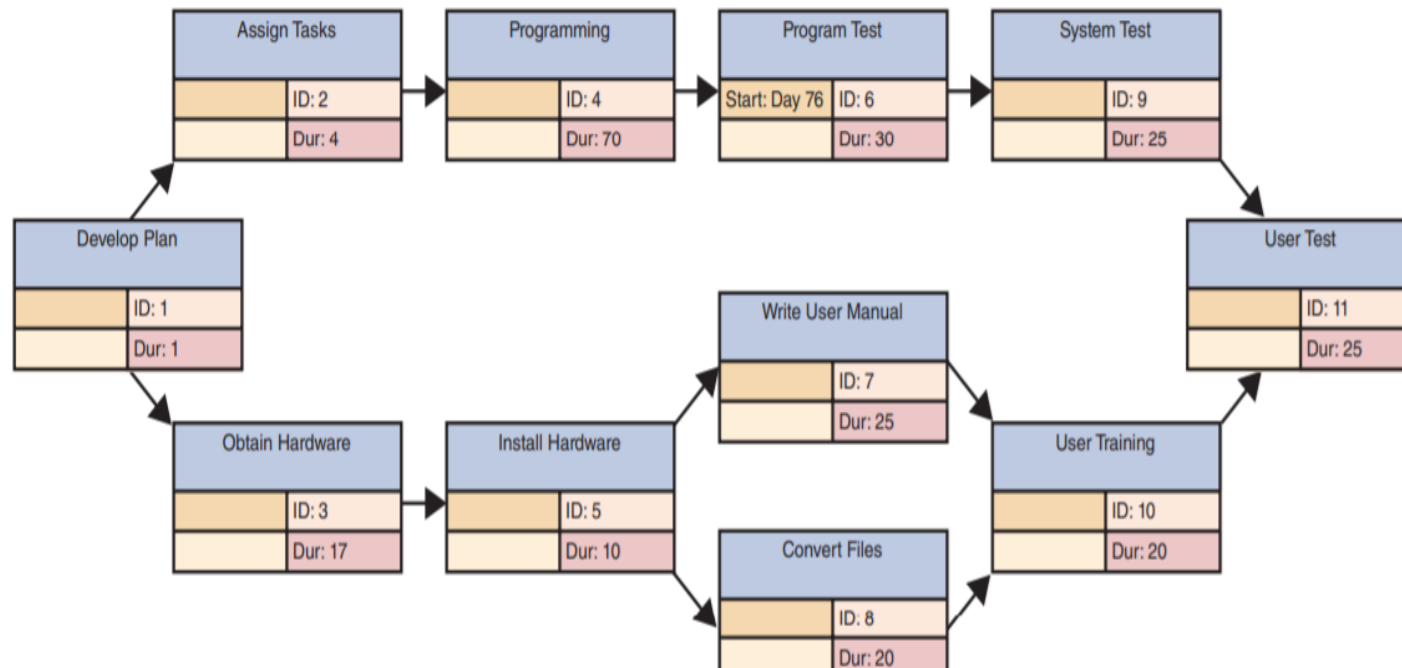 Assign Tasks
ID: 2
Dur: 4
Programming
ID: 4
Dur: 70
Program Test
Start: Day 76 ID: 6
Dur: 30
System Test
ID: 9
Dur: 25
Develop Plan
ID: 1
Dur: 1
User Test
ID: 11
Dur: 25
Write User Manual
ID: 7
Dur: 25
Obtain Hardware
ID: 3
Dur: 17
Install Hardware
ID: 5
Dur: 10
User Training
ID: 10
Dur: 20
Convert Files
ID: 8
Dur: 20